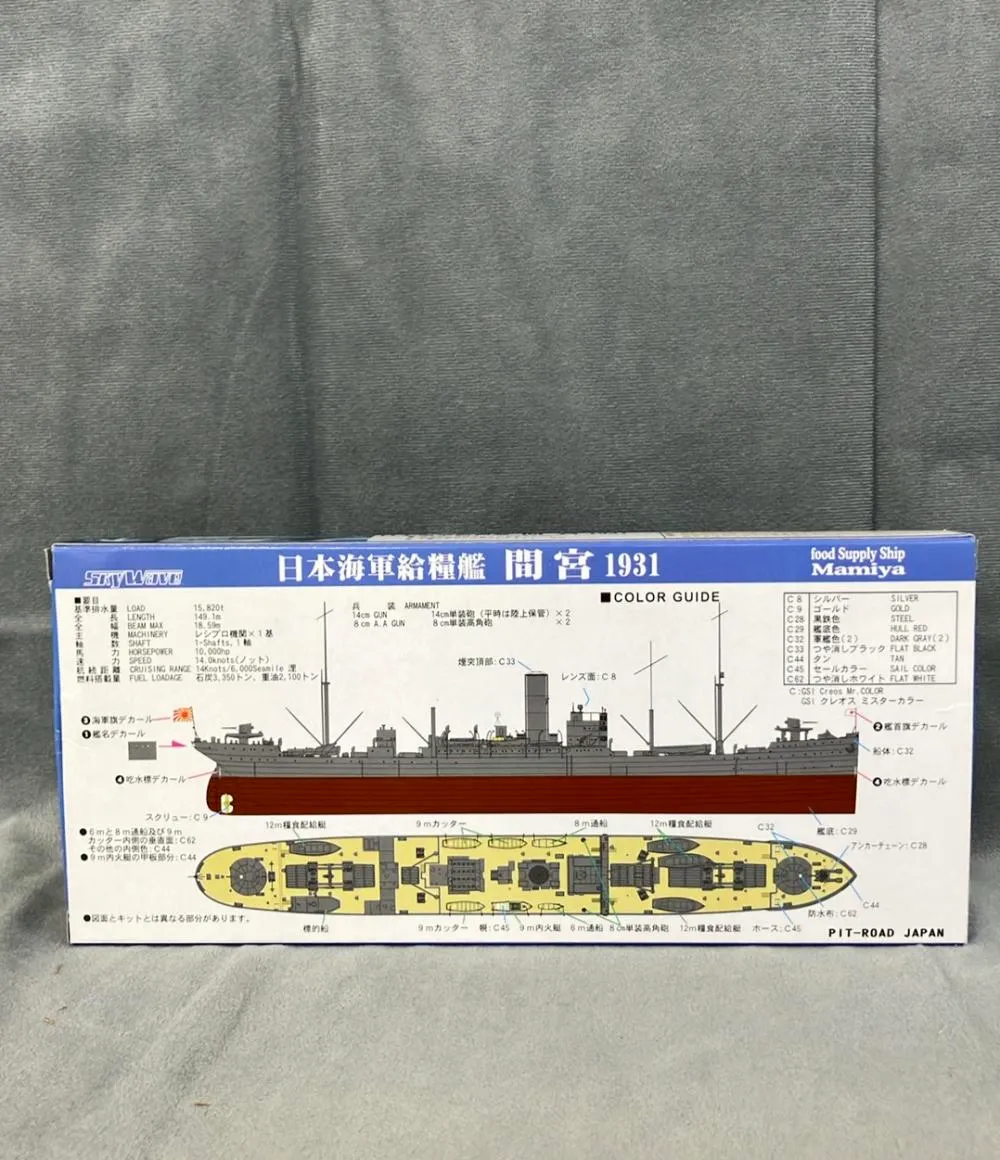 SkyWave
日本海軍給糧艦 間宮 1931
food Supply Ship
Mamiya
■要目
基準排水量 LOAD 15,820t
全長 LENGTH 149.1m
全幅 BEAM MAX 18.59m
主機 MACHINERY レシプロ機関×1基
軸数 SHAFT 1-Shafts,1軸
馬力 HORSEPOWER 10,000hp
速力 SPEED 14.0knots(ノット)
航続距離 CRUISING RANGE 14Knots/6,000Seamile 浬
燃料搭載量 FUEL LOADAGE 石炭3,350トン、重油2,100トン
兵装 ARMAMENT
14cm GUN 14cm単装砲(平時は陸上保管)×2
8cm A.A GUN 8cm単装高角砲 ×2
■COLOR GUIDE
C 8 シルバー SILVER
C 9 ゴールド GOLD
C28 黒鉄色 STEEL
C29 艦底色 HULL RED
C32 軍艦色(2) DARK GRAY(2)
C33 つや消しブラック FLAT BLACK
C44 タン TAN
C45 セールカラー SAIL COLOR
C62 つや消しホワイト FLAT WHITE
C:GSI Creos Mr.COLOR
GSI クレオス ミスターカラー
煙突頂部:C33
レンズ面:C8
❸海軍旗デカール
❶艦名デカール
❷艦首旗デカール
船体:C32
❹吃水標デカール
❹吃水標デカール
スクリュー:C9
艦底:C29
●6mと8m通船及び9m
カッター内側の垂直面:C62
その他の内側色:C44
●9m内火艇の甲板部分:C44
12m糧食配給艇
9mカッター
8m通船
12m糧食配給艇
C32
アンカーチェーン:C28
C44
防水布:C62
●図面とキットとは異なる部分があります。
標的船
9mカッター
幌:C45
9m内火艇
6m通船
8cm単装高角砲
12m糧食配給艇
ホース:C45
PIT-ROAD JAPAN